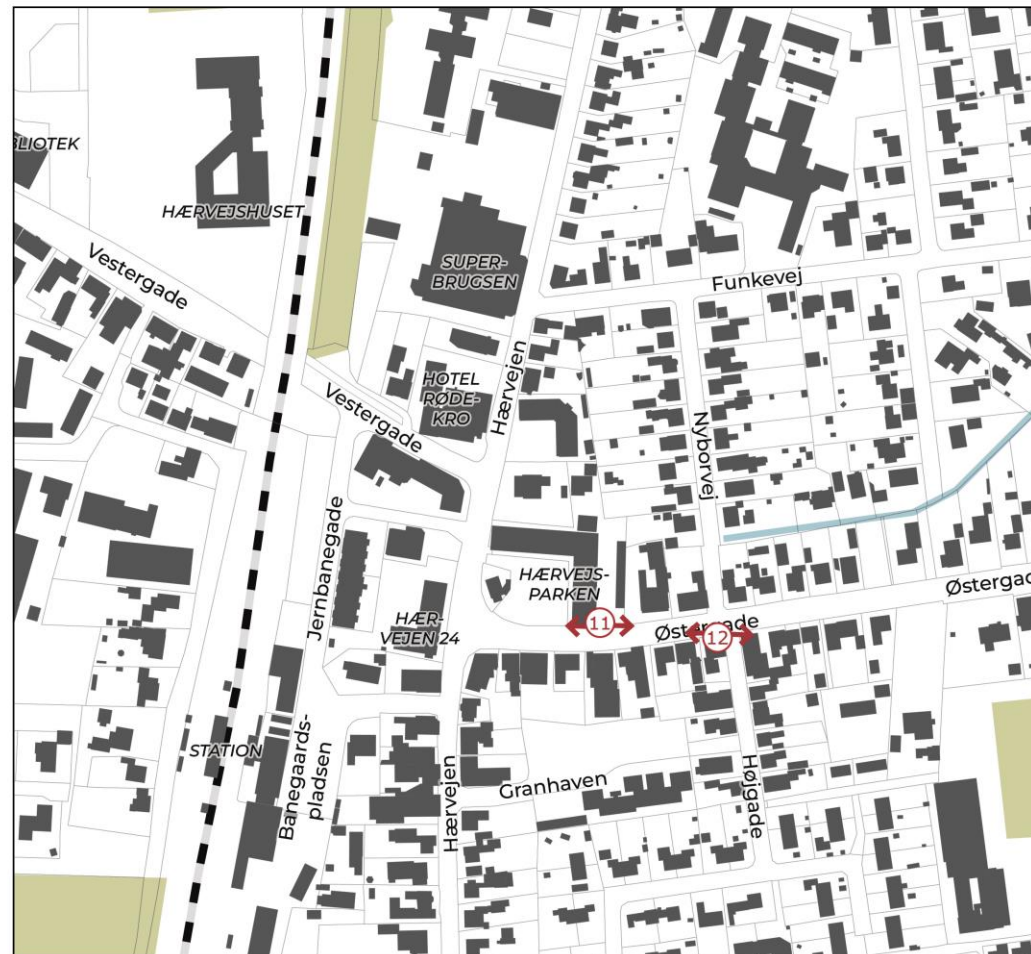 BLIOTEK
HÆRVEJSHUSET
Vestergade
SUPER-
BRUGSEN
Funkevej
HOTEL
RØDE-
KRO
Hærvejen
Vestergade
Nyborvej
Jernbanegade
HÆRVEJS-
PARKEN
Østergade
HÆR-
VEJEN 24
11
Østergade
12
STATION
Banegaards-
pladsen
Hærvejen
Granhaven
Højgade